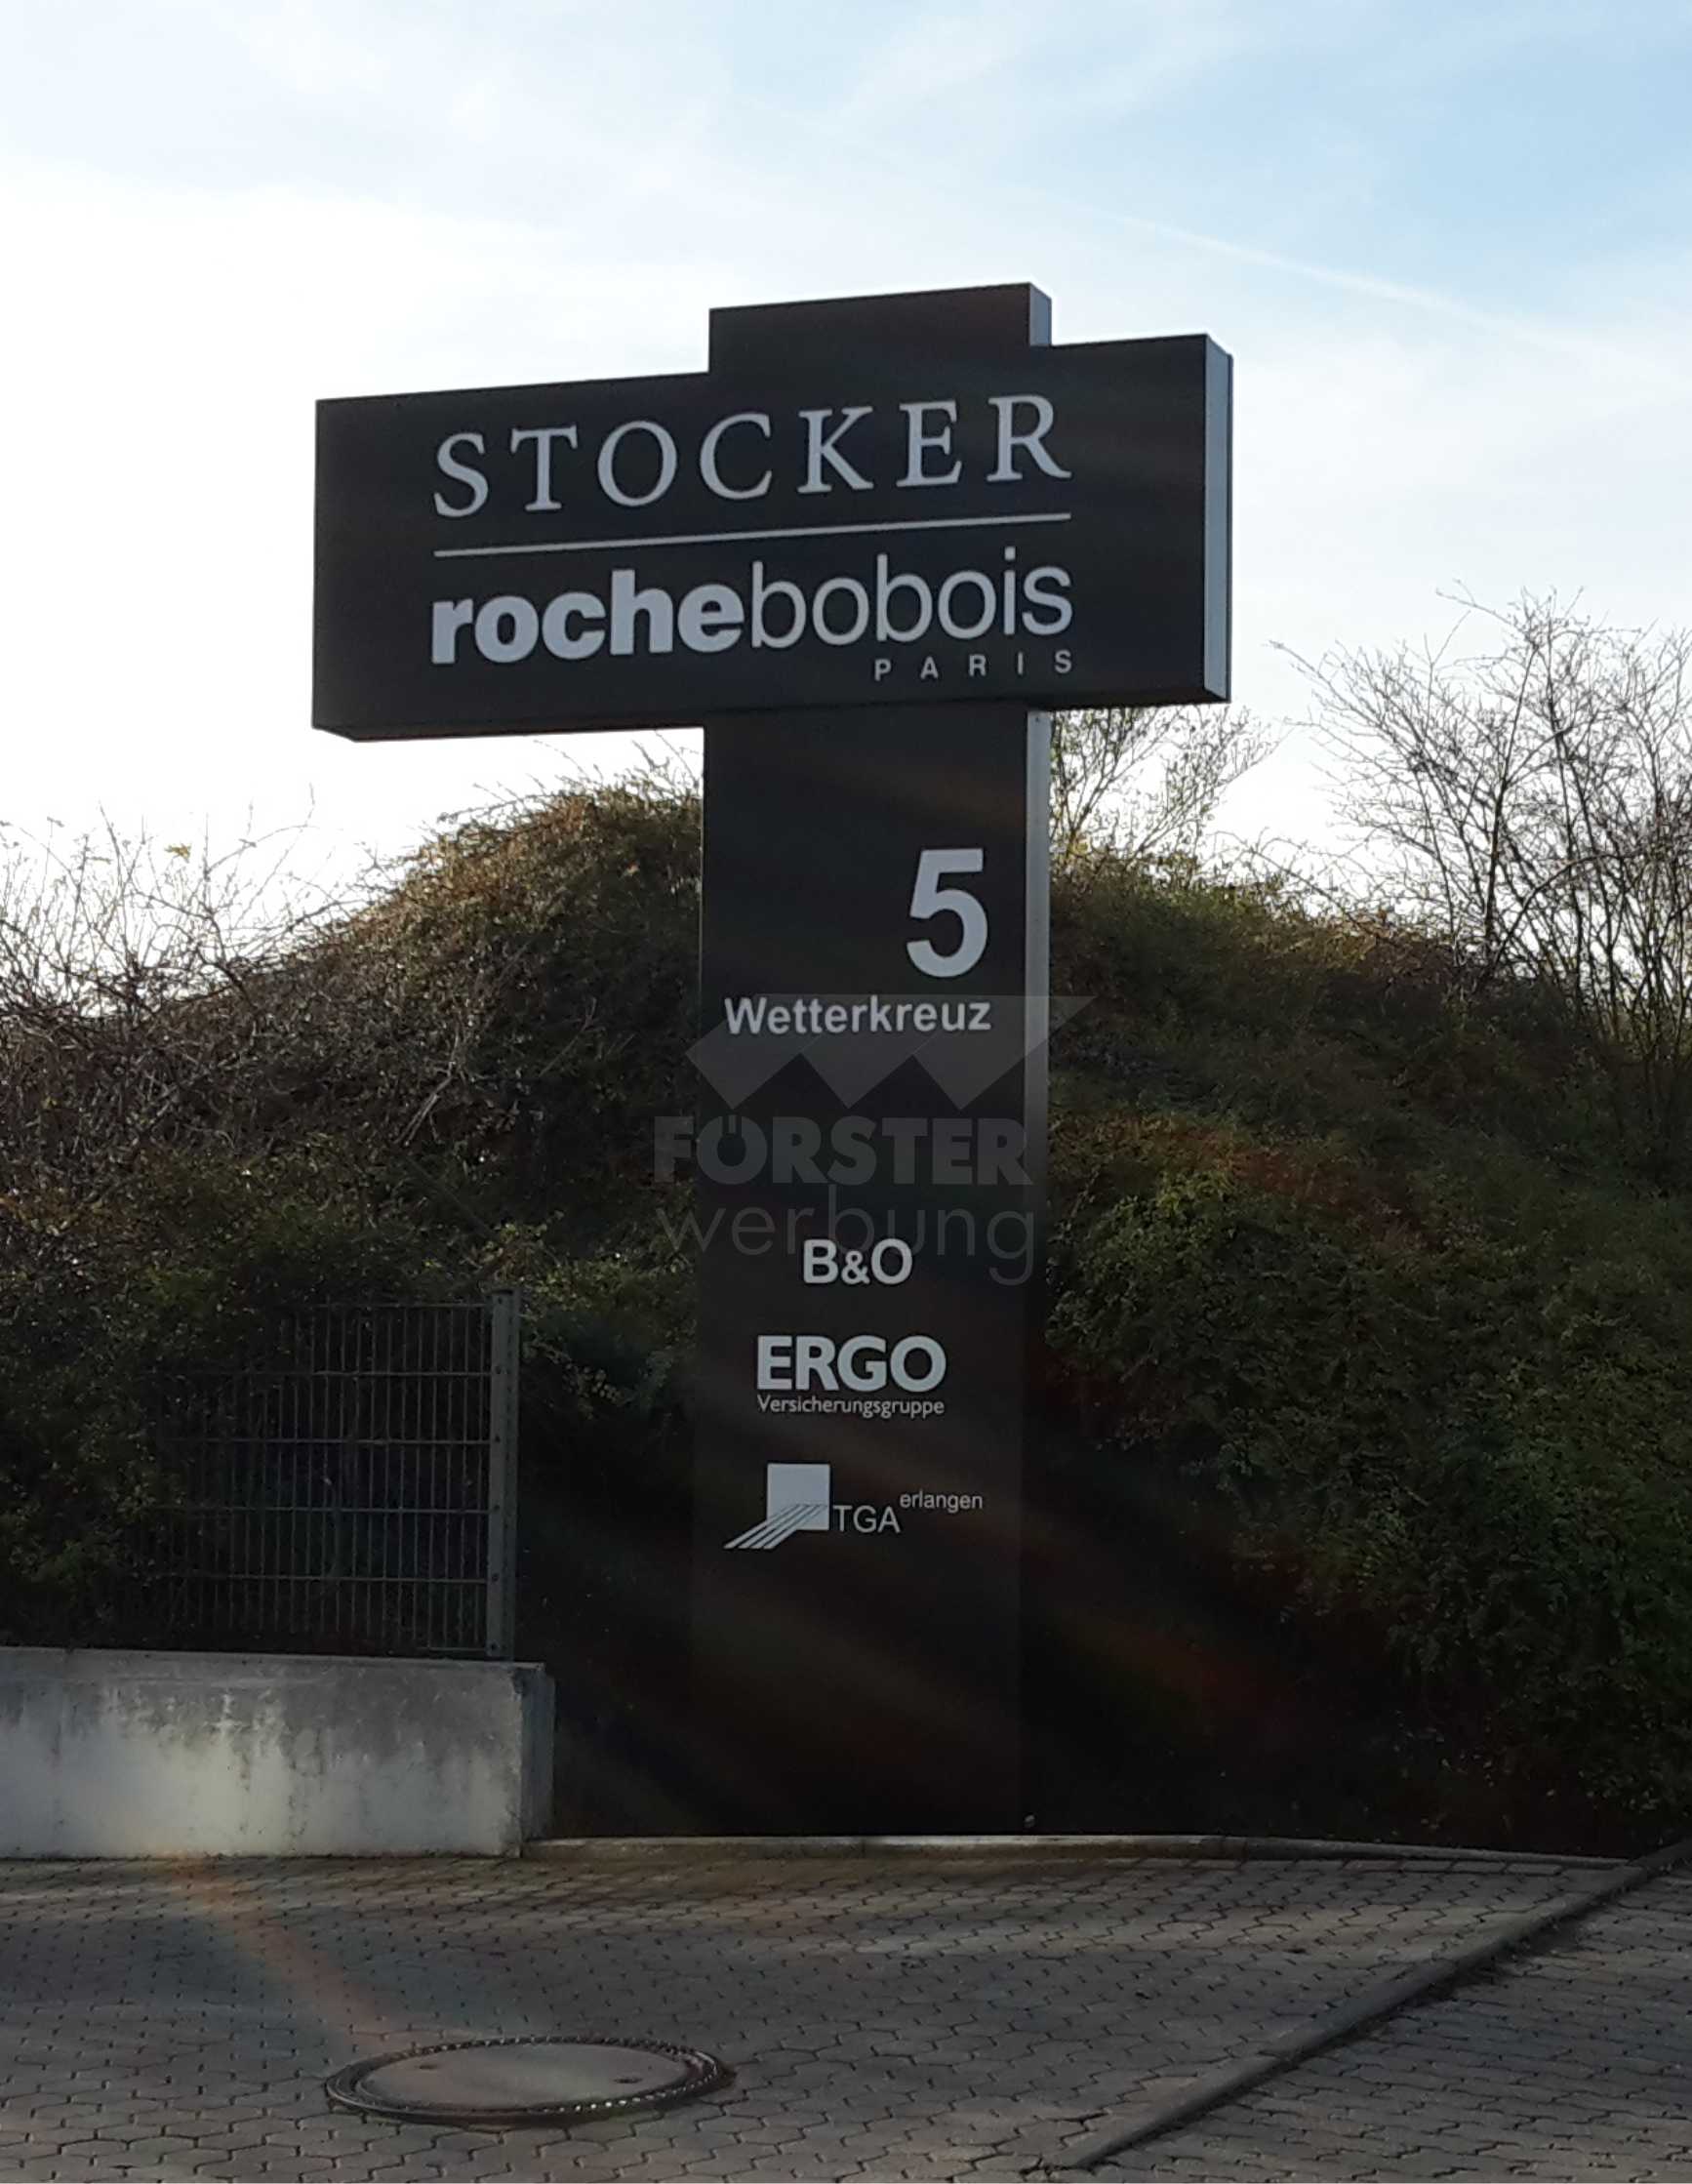 STOCKER
rochebobois
PARIS
5
Wetterkreuz
FÖRSTER
werbung
B&O
ERGO
Versicherungsgruppe
TGA erlangen